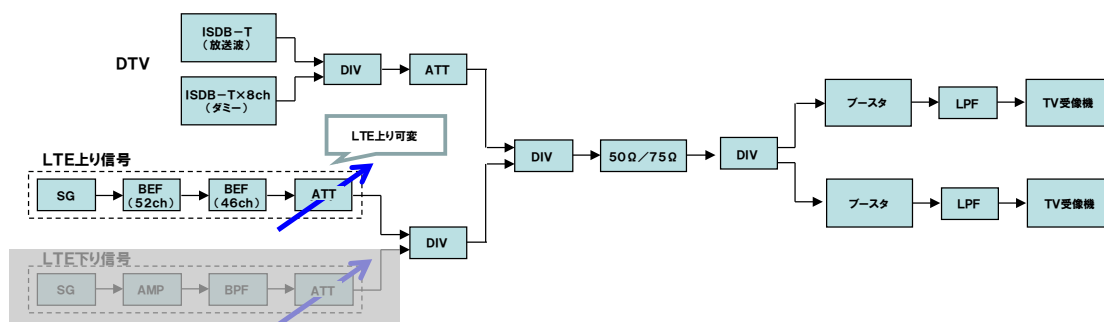 DTV
ISDB-T
(放送波)
ISDB-T×8ch
(ダミー)
DIV
ATT
LTE上り可変
LTE上り信号
SG
BEF
(52ch)
BEF
(46ch)
ATT
LTE下り信号
SG
AMP
BPF
ATT
DIV
DIV
50Ω/75Ω
DIV
ブースタ
LPF
TV受像機
ブースタ
LPF
TV受像機